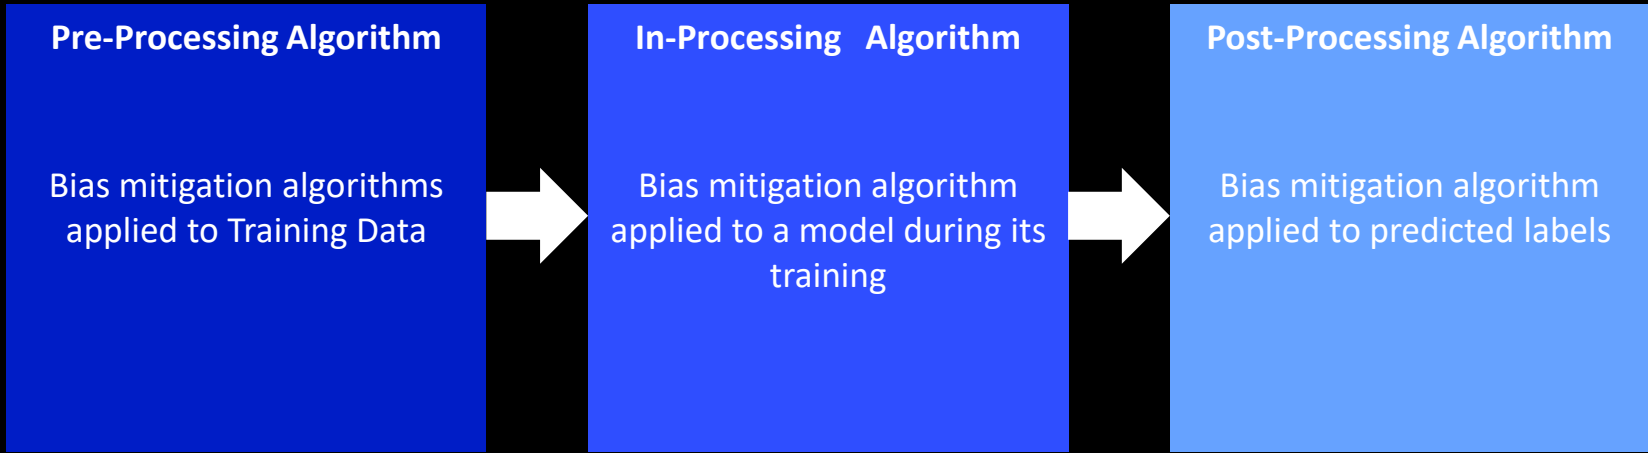 Pre-Processing Algorithm
Bias mitigation algorithms
applied to Training Data
In-Processing   Algorithm
Bias mitigation algorithm
applied to a model during its
training
Post-Processing Algorithm
Bias mitigation algorithm
applied to predicted labels